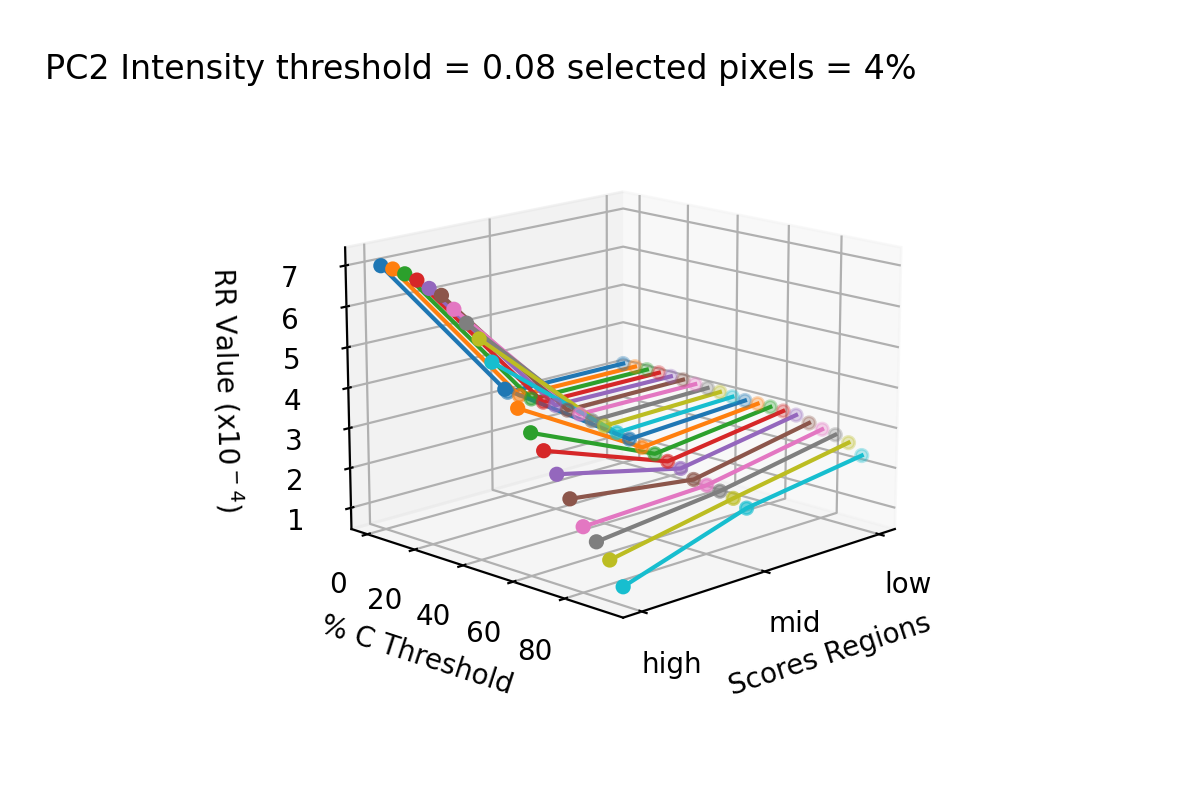 PC2 Intensity threshold = 0.08 selected pixels = 4%
RR Value (x10⁻⁴)
7
6
5
4
3
2
1
0
20
40
60
80
% C Threshold
high
mid
low
Scores Regions